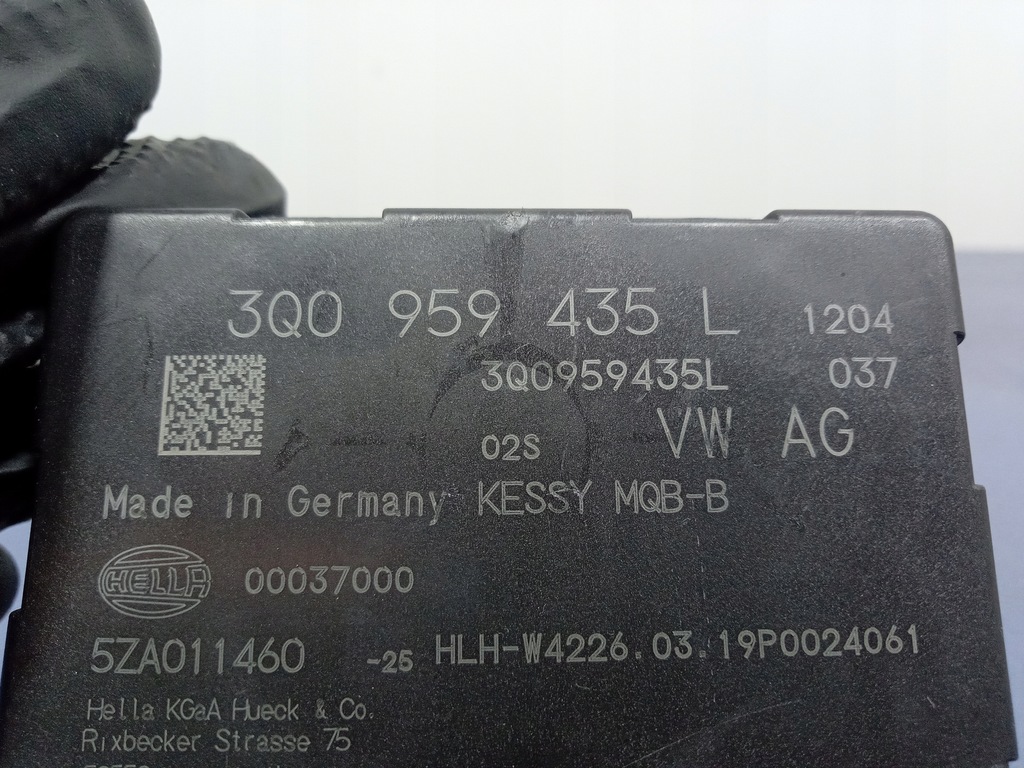 3Q0 959 435 L 1204
3Q0959435L 037
02S VW AG
Made in Germany KESSY MQB-B
HELLA 00037000
5ZA011460 -25 HLH-W4226.03.19P0024061
Hella KGaA Hueck & Co.
Rixbecker Strasse 75